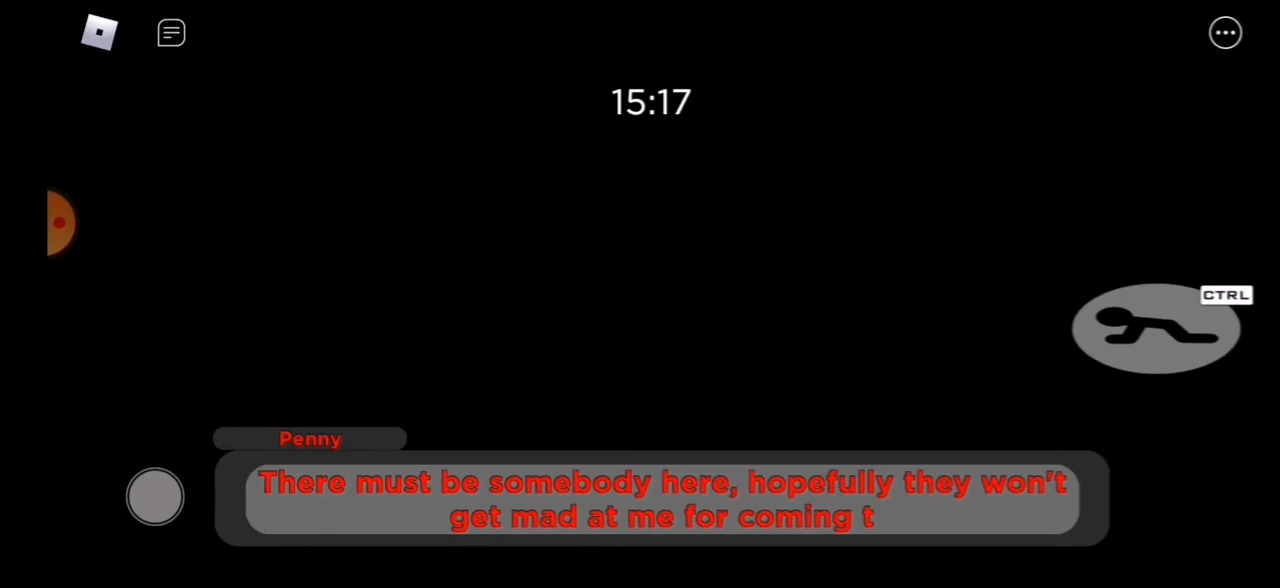 15:17
CTRL
Penny
There must be somebody here, hopefully they won't
get mad at me for coming t